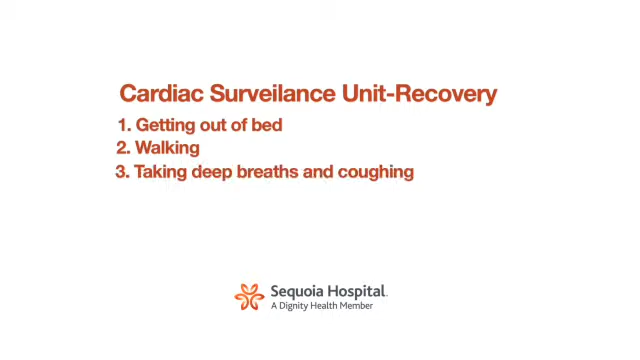 Cardiac Surveilance Unit-Recovery
1. Getting out of bed
2. Walking
3. Taking deep breaths and coughing
Sequoia Hospital.
A Dignity Health Member